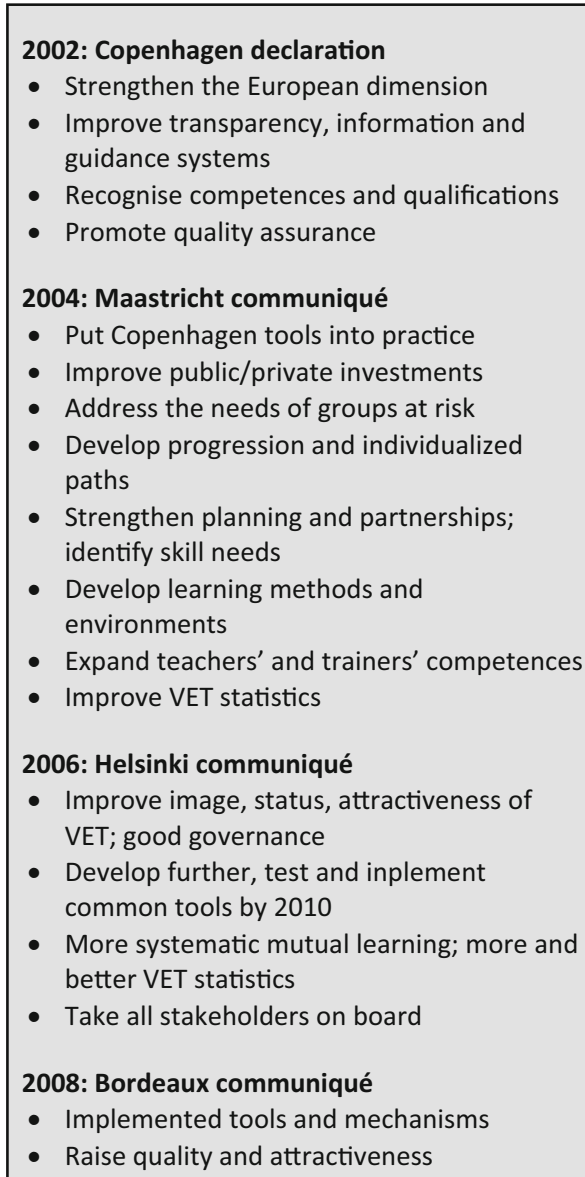 2002: Copenhagen declaration
• Strengthen the European dimension
• Improve transparency, information and
guidance systems
• Recognise competences and qualifications
• Promote quality assurance
2004: Maastricht communiqué
• Put Copenhagen tools into practice
• Improve public/private investments
• Address the needs of groups at risk
• Develop progression and individualized
paths
• Strengthen planning and partnerships;
identify skill needs
• Develop learning methods and
environments
• Expand teachers’ and trainers’ competences
• Improve VET statistics
2006: Helsinki communiqué
• Improve image, status, attractiveness of
VET; good governance
• Develop further, test and inplement
common tools by 2010
• More systematic mutual learning; more and
better VET statistics
• Take all stakeholders on board
2008: Bordeaux communiqué
• Implemented tools and mechanisms
• Raise quality and attractiveness